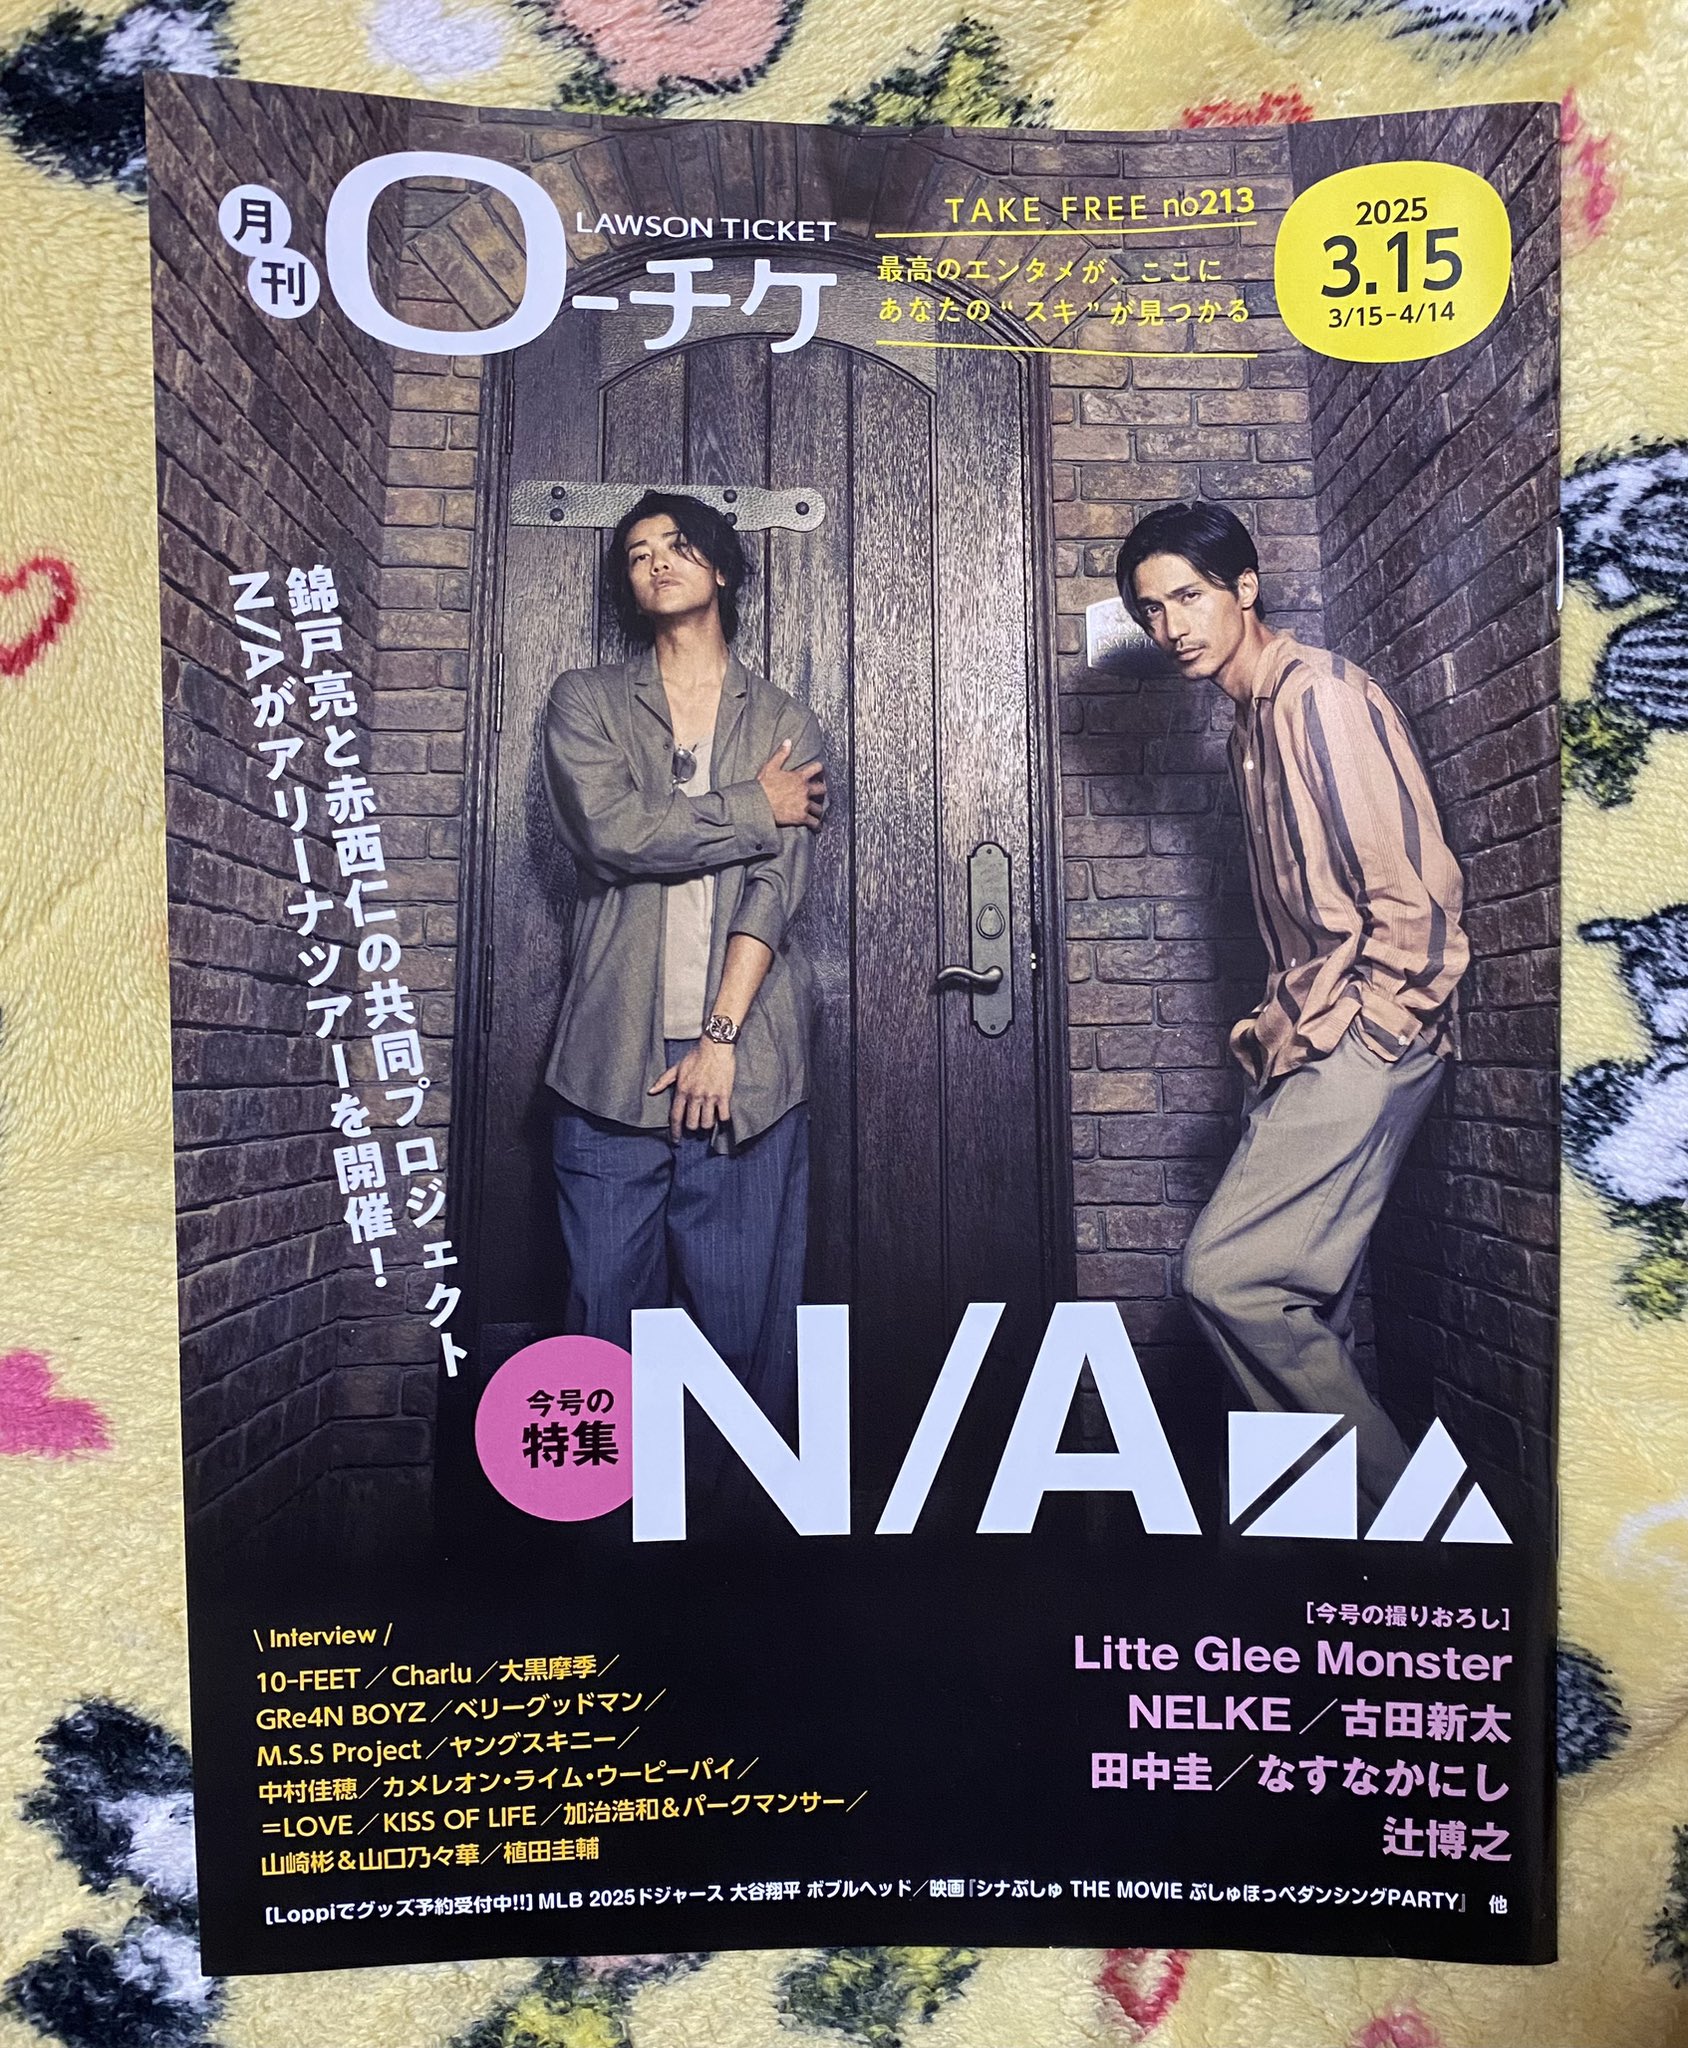 月刊
ローチケ
LAWSON TICKET
TAKE FREE no213
最高のエンタメが、ここに
あなたの“スキ”が見つかる
2025
3.15
3/15-4/14
錦戸亮と赤西仁の共同プロジェクト
N/Aがアリーナツアーを開催!
今号の
特集
N/A
\ Interview /
10-FEET／Charlu／大黒摩季／
GRe4N BOYZ／ベリーグッドマン／
M.S.S Project／ヤングスキニー／
中村佳穂／カメレオン・ライム・ウーピーパイ／
=LOVE／KISS OF LIFE／加治浩和&パークマンサー／
山崎彬&山口乃々華／植田圭輔
[今号の撮りおろし]
Litte Glee Monster
NELKE／古田新太
田中圭／なすなかにし
辻博之
[Loppiでグッズ予約受付中!!] MLB 2025ドジャース 大谷翔平 ボブルヘッド／映画『シナぷしゅ THE MOVIE ぷしゅほっぺダンシングPARTY』 他